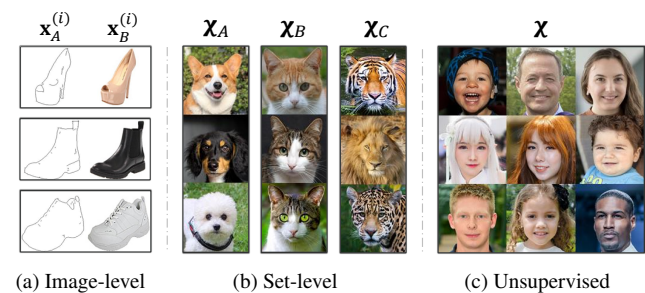 x_A^(i) x_B^(i) χ_A χ_B χ_C χ
(a) Image-level (b) Set-level (c) Unsupervised